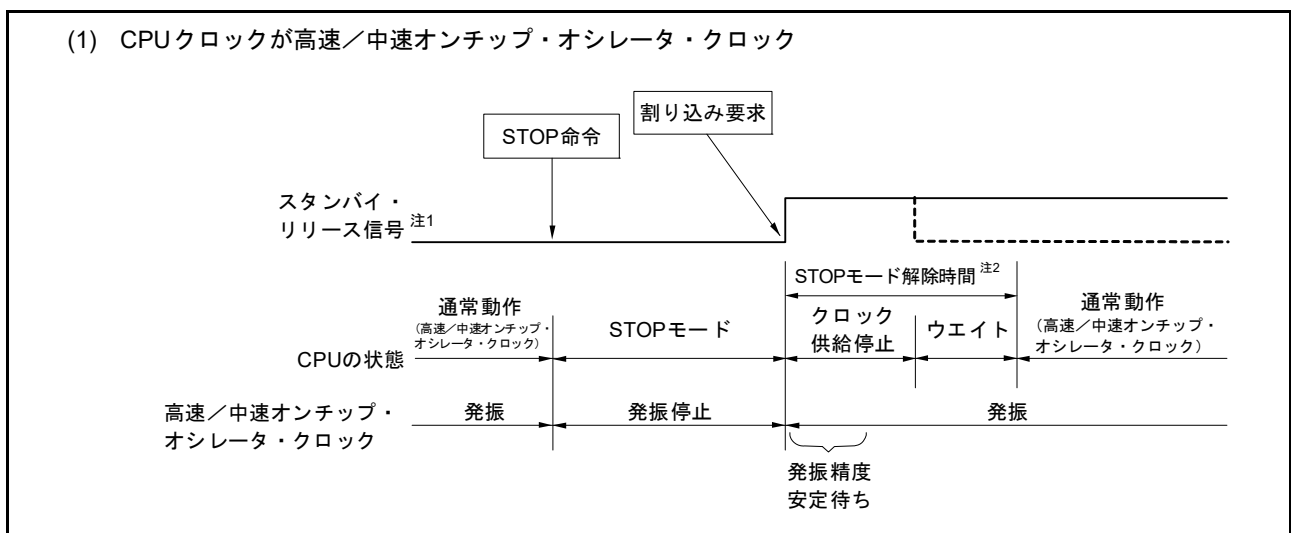 (1) CPUクロックが高速／中速オンチップ・オシレータ・クロック
STOP命令
割り込み要求
スタンバイ・
リリース信号 注1
STOPモード解除時間 注2
通常動作
（高速／中速オンチップ・
オシレータ・クロック）
STOPモード
クロック
供給停止
ウエイト
通常動作
（高速／中速オンチップ・
オシレータ・クロック）
CPUの状態
高速／中速オンチップ・
オシレータ・クロック
発振
発振停止
発振
発振精度
安定待ち